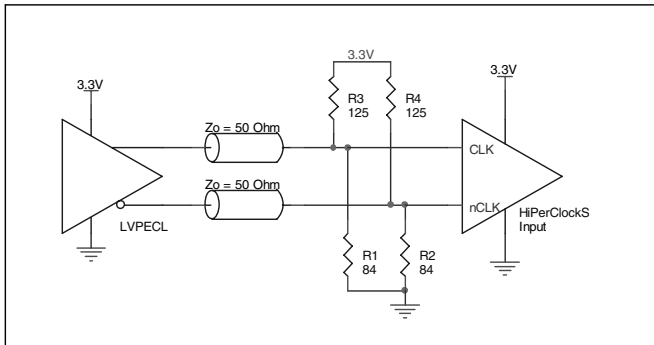 3.3V
3.3V
3.3V
R3
125
R4
125
Zo = 50 Ohm
CLK
Zo = 50 Ohm
nCLK
HiPerClockS
Input
LVPECL
R1
84
R2
84